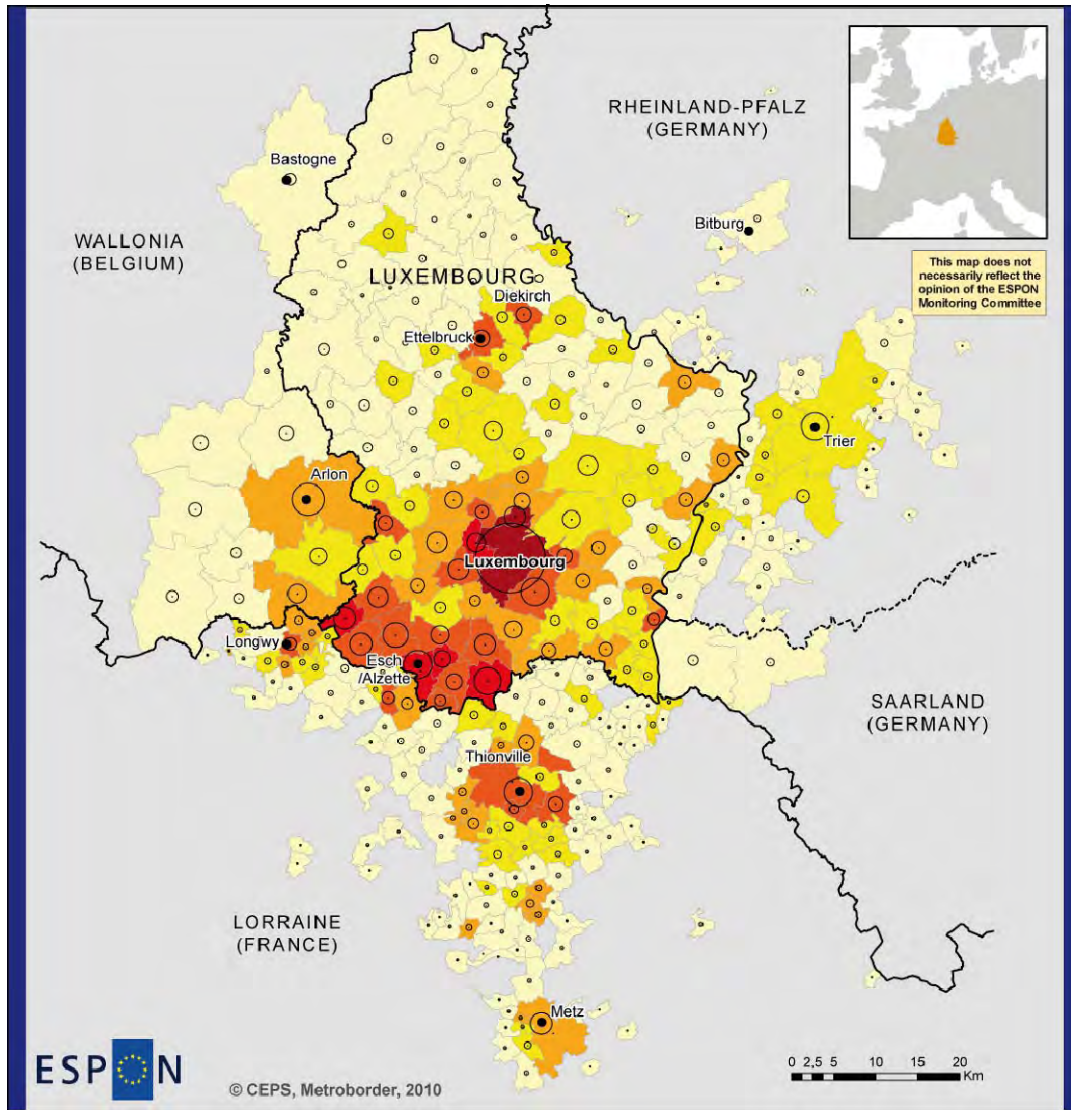 RHEINLAND-PFALZ
(GERMANY)
Bastogne
Bitburg
WALLONIA
(BELGIUM)
This map does not
necessarily reflect the
opinion of the ESPON
Monitoring Committee
LUXEMBOURG
Diekirch
Ettelbruck
Trier
Arlon
Luxembourg
Longwy
Esch
/Alzette
SAARLAND
(GERMANY)
Thionville
LORRAINE
(FRANCE)
Metz
ESPON
© CEPS, Metroborder, 2010
0 2,5 5 10 15 20
Km